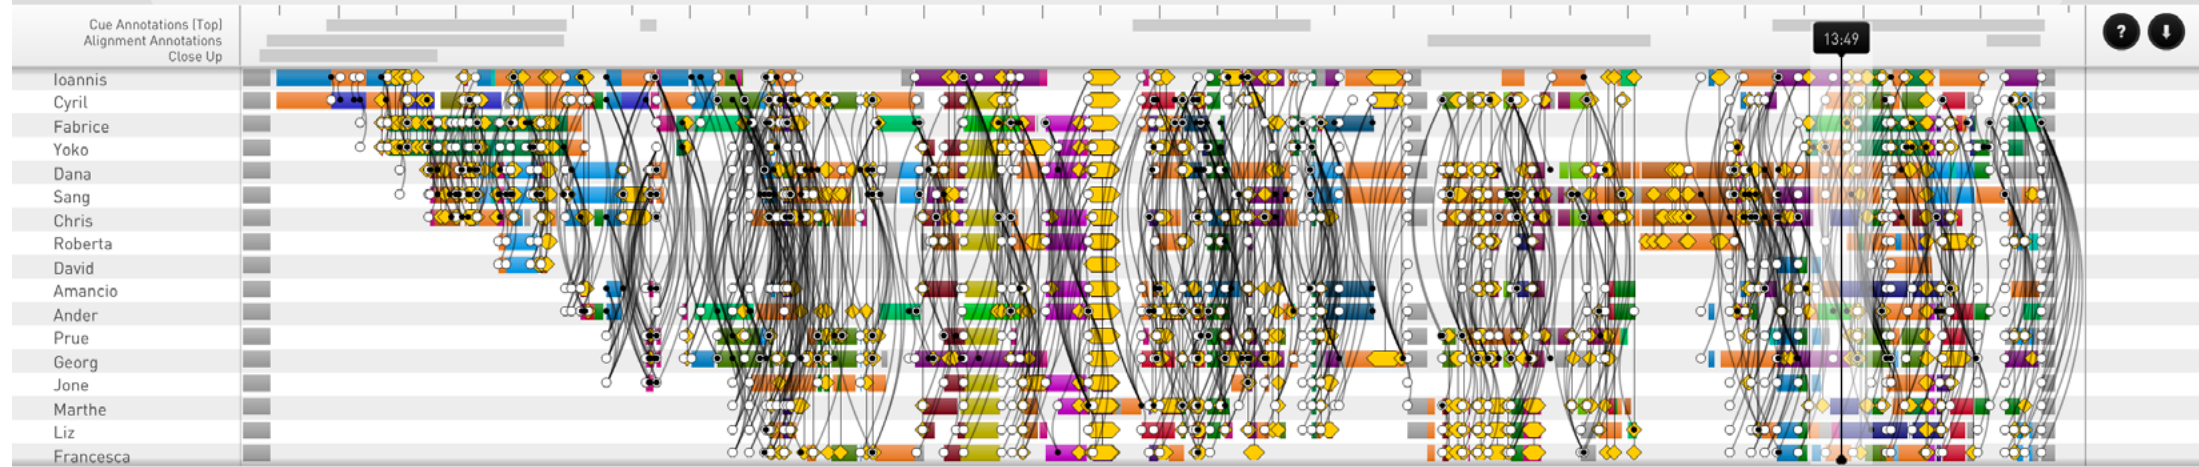 Cue Annotations (Top)
Alignment Annotations
Close Up
13:49
?
Ioannis
Cyril
Fabrice
Yoko
Dana
Sang
Chris
Roberta
David
Amancio
Ander
Prue
Georg
Jone
Marthe
Liz
Francesca